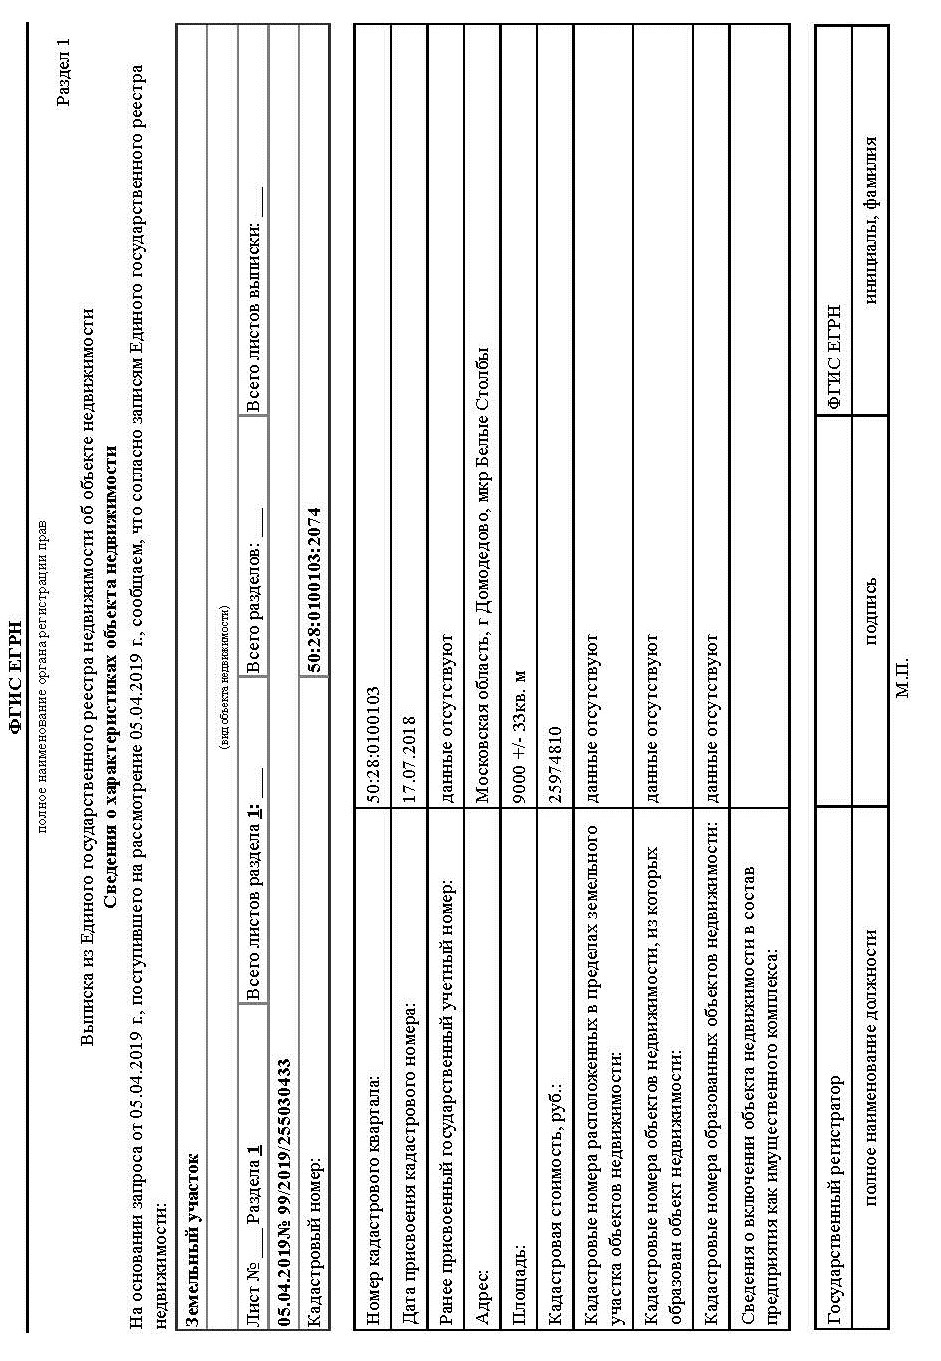 ФГИС ЕГРН
полное наименование органа регистрации прав
Раздел 1
Выписка из Единого государственного реестра недвижимости об объекте недвижимости
Сведения о характеристиках объекта недвижимости
На основании запроса от 05.04.2019 г., поступившего на рассмотрение 05.04.2019 г., сообщаем, что согласно записям Единого государственного реестра
недвижимости:
Земельный участок
(вид объекта недвижимости)
Лист № ___ Раздела 1 Всего листов раздела 1: ___ Всего разделов: ___ Всего листов выписки: ___
05.04.2019№ 99/2019/255030433
Кадастровый номер: 50:28:0100103:2074
Номер кадастрового квартала: 50:28:0100103
Дата присвоения кадастрового номера: 17.07.2018
Ранее присвоенный государственный учетный номер: данные отсутствуют
Адрес: Московская область, г Домодедово, мкр Белые Столбы
Площадь: 9000 +/- 33кв. м
Кадастровая стоимость, руб.: 25974810
Кадастровые номера расположенных в пределах земельного
участка объектов недвижимости: данные отсутствуют
Кадастровые номера объектов недвижимости, из которых
образован объект недвижимости: данные отсутствуют
Кадастровые номера образованных объектов недвижимости: данные отсутствуют
Сведения о включении объекта недвижимости в состав
предприятия как имущественного комплекса:
Государственный регистратор ФГИС ЕГРН
полное наименование должности подпись инициалы, фамилия
М.П.